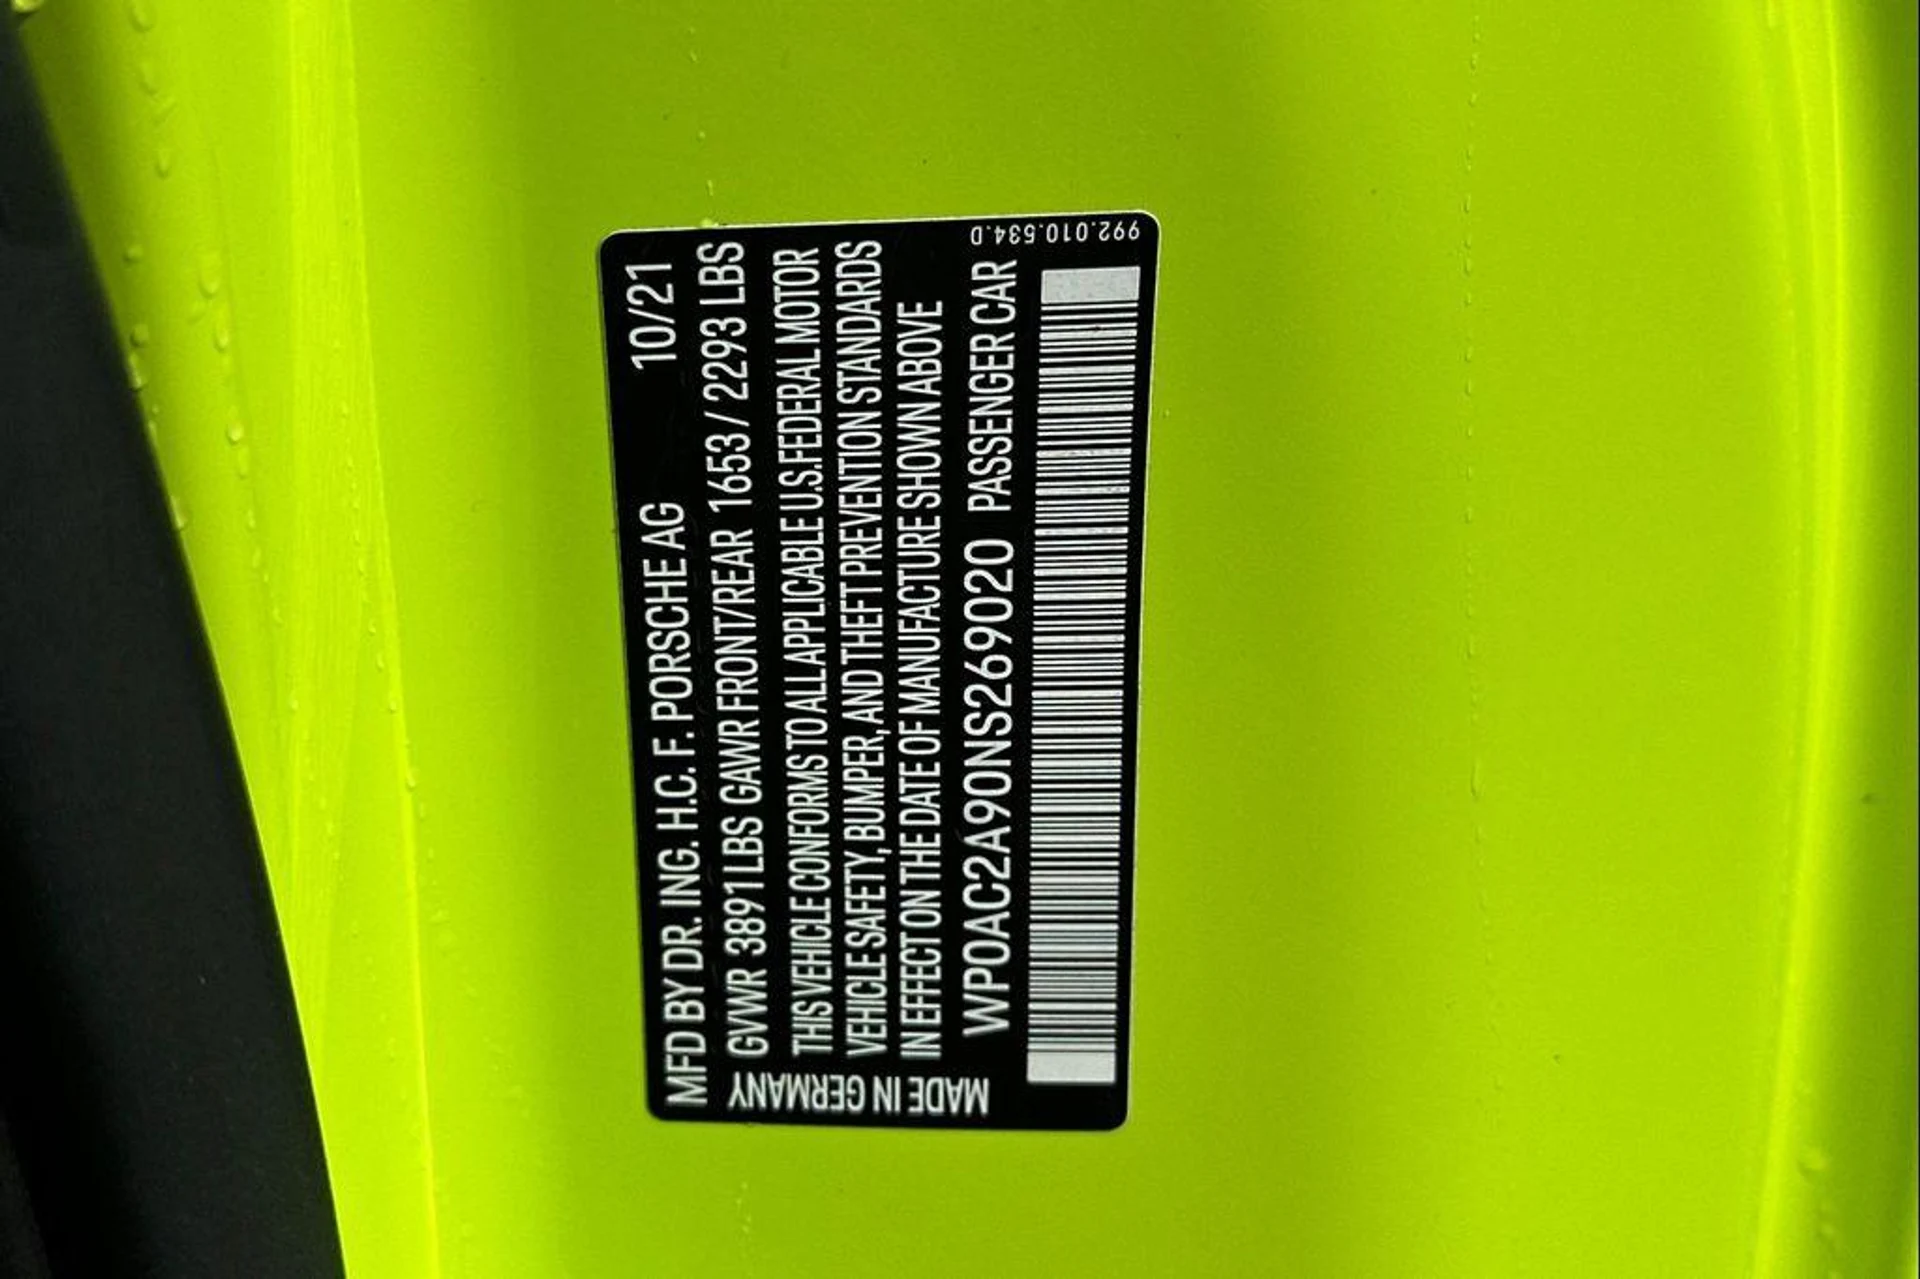 MFD BY DR. ING. H.C. F. PORSCHE AG 10/21
GVWR 3891LBS GAWR FRONT/REAR 1653 / 2293 LBS
THIS VEHICLE CONFORMS TO ALL APPLICABLE U.S.FEDERAL MOTOR
VEHICLE SAFETY, BUMPER, AND THEFT PREVENTION STANDARDS
IN EFFECT ON THE DATE OF MANUFACTURE SHOWN ABOVE
WP0AC2A90NS269020 PASSENGER CAR
MADE IN GERMANY
992.010.534.D